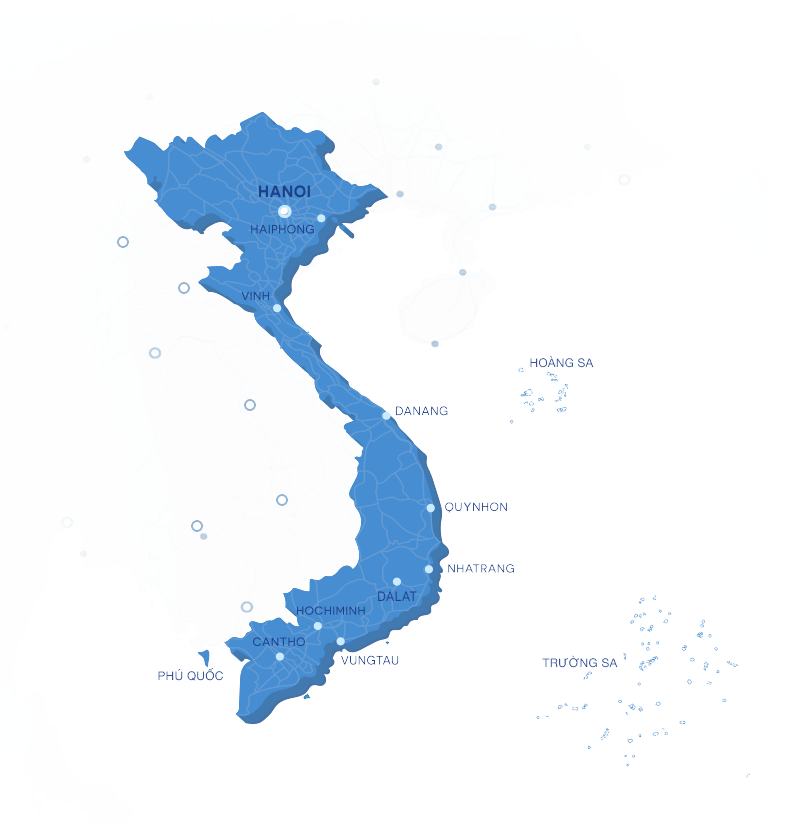 HANOI
HAIPHONG
VINH
HOÀNG SA
DANANG
QUYNHON
NHATRANG
DALAT
HOCHIMINH
CANTHO
VUNGTAU
TRƯỜNG SA
PHÚ QUỐC